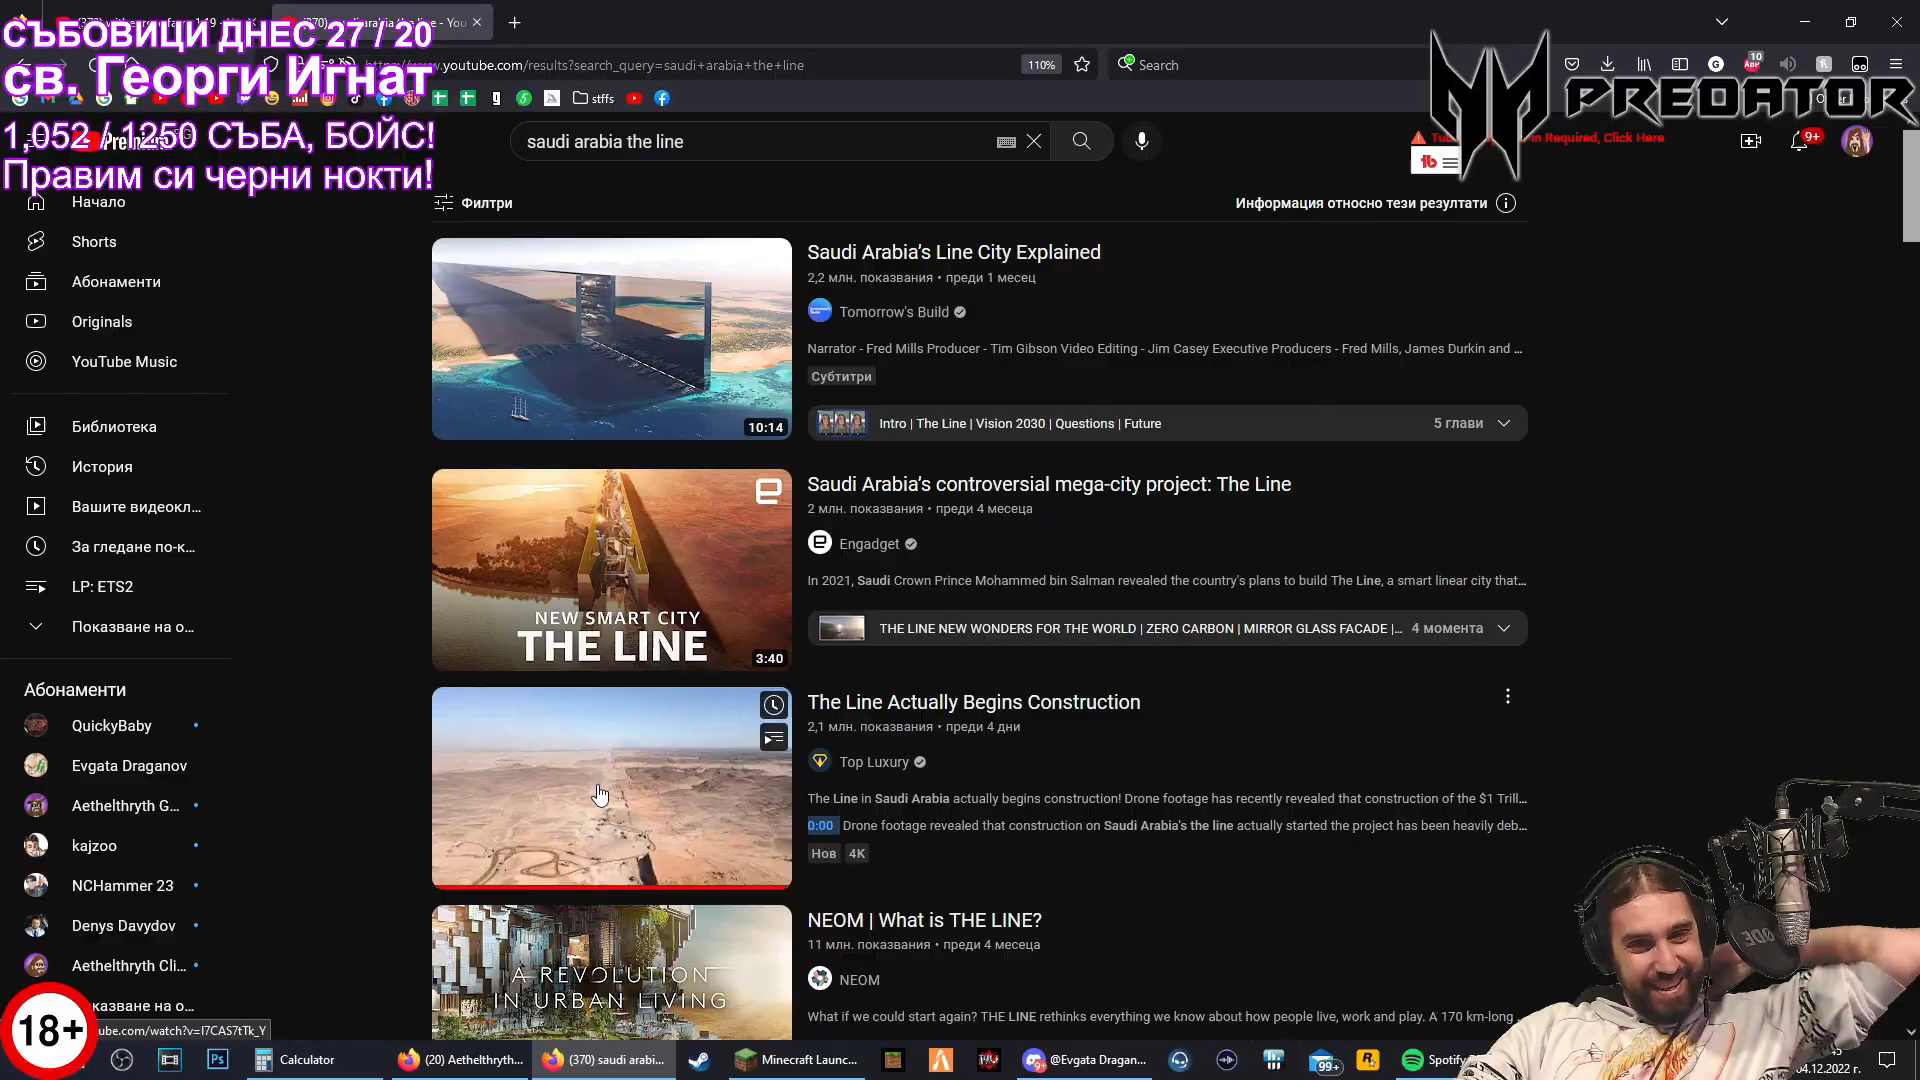 СЪБОВИЦИ ДНЕС 27 / 20
св. Георги Игнат
1,052 / 1250 СЪБА, БОЙС!
Правим си черни нокти!
saudi arabia the line - You
https://www.youtube.com/results?search_query=saudi+arabia+the+line
110%
Search
stffs
PREDATOR
Premium
saudi arabia the line
in Required, Click Here
9+
Начало
Shorts
Абонаменти
Originals
YouTube Music
Библиотека
История
Вашите видеокл...
За гледане по-к...
LP: ETS2
Показване на о...
Абонаменти
QuickyBaby
Evgata Draganov
Aethelthryth G...
kajzoo
NCHammer 23
Denys Davydov
Aethelthryth Cli...
Филтри
Информация относно тези резултати
10:14
Saudi Arabia's Line City Explained
2,2 млн. показвания • преди 1 месец
Tomorrow's Build
Narrator - Fred Mills Producer - Tim Gibson Video Editing - Jim Casey Executive Producers - Fred Mills, James Durkin and ...
Субтитри
Intro | The Line | Vision 2030 | Questions | Future
5 глави
NEW SMART CITY
THE LINE
3:40
Saudi Arabia's controversial mega-city project: The Line
2 млн. показвания • преди 4 месеца
Engadget
In 2021, Saudi Crown Prince Mohammed bin Salman revealed the country's plans to build The Line, a smart linear city that...
THE LINE NEW WONDERS FOR THE WORLD | ZERO CARBON | MIRROR GLASS FACADE |...
4 момента
The Line Actually Begins Construction
2,1 млн. показвания • преди 4 дни
Top Luxury
The Line in Saudi Arabia actually begins construction! Drone footage has recently revealed that construction of the $1 Trill...
0:00 Drone footage revealed that construction on Saudi Arabia's the line actually started the project has been heavily deb...
Нов
4K
A REVOLUTION
IN URBAN LIVING
NEOM | What is THE LINE?
11 млн. показвания • преди 4 месеца
NEOM
What if we could start again? THE LINE rethinks everything we know about how people live, work and play. A 170 km-long
18+
Calculator
(20) Aethelthryth...
(370) saudi arabi...
Minecraft Launc...
@Evgata Dragan...
99+
04.12.2022 г.